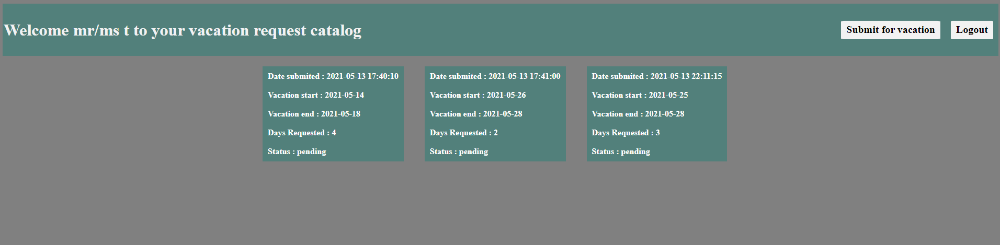 Welcome mr/ms t to your vacation request catalog
Submit for vacation
Logout
Date submited : 2021-05-13 17:40:10
Vacation start : 2021-05-14
Vacation end : 2021-05-18
Days Requested : 4
Status : pending
Date submited : 2021-05-13 17:41:00
Vacation start : 2021-05-26
Vacation end : 2021-05-28
Days Requested : 2
Status : pending
Date submited : 2021-05-13 22:11:15
Vacation start : 2021-05-25
Vacation end : 2021-05-28
Days Requested : 3
Status : pending